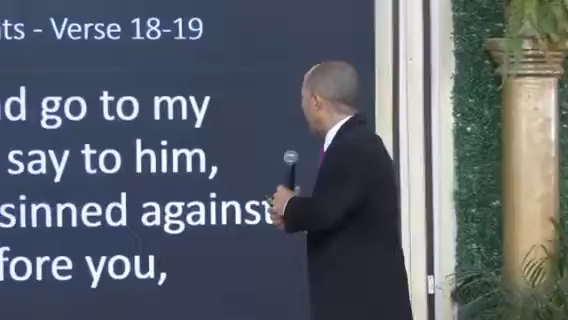 ts - Verse 18-19
d go to my
say to him,
sinned against
fore you,